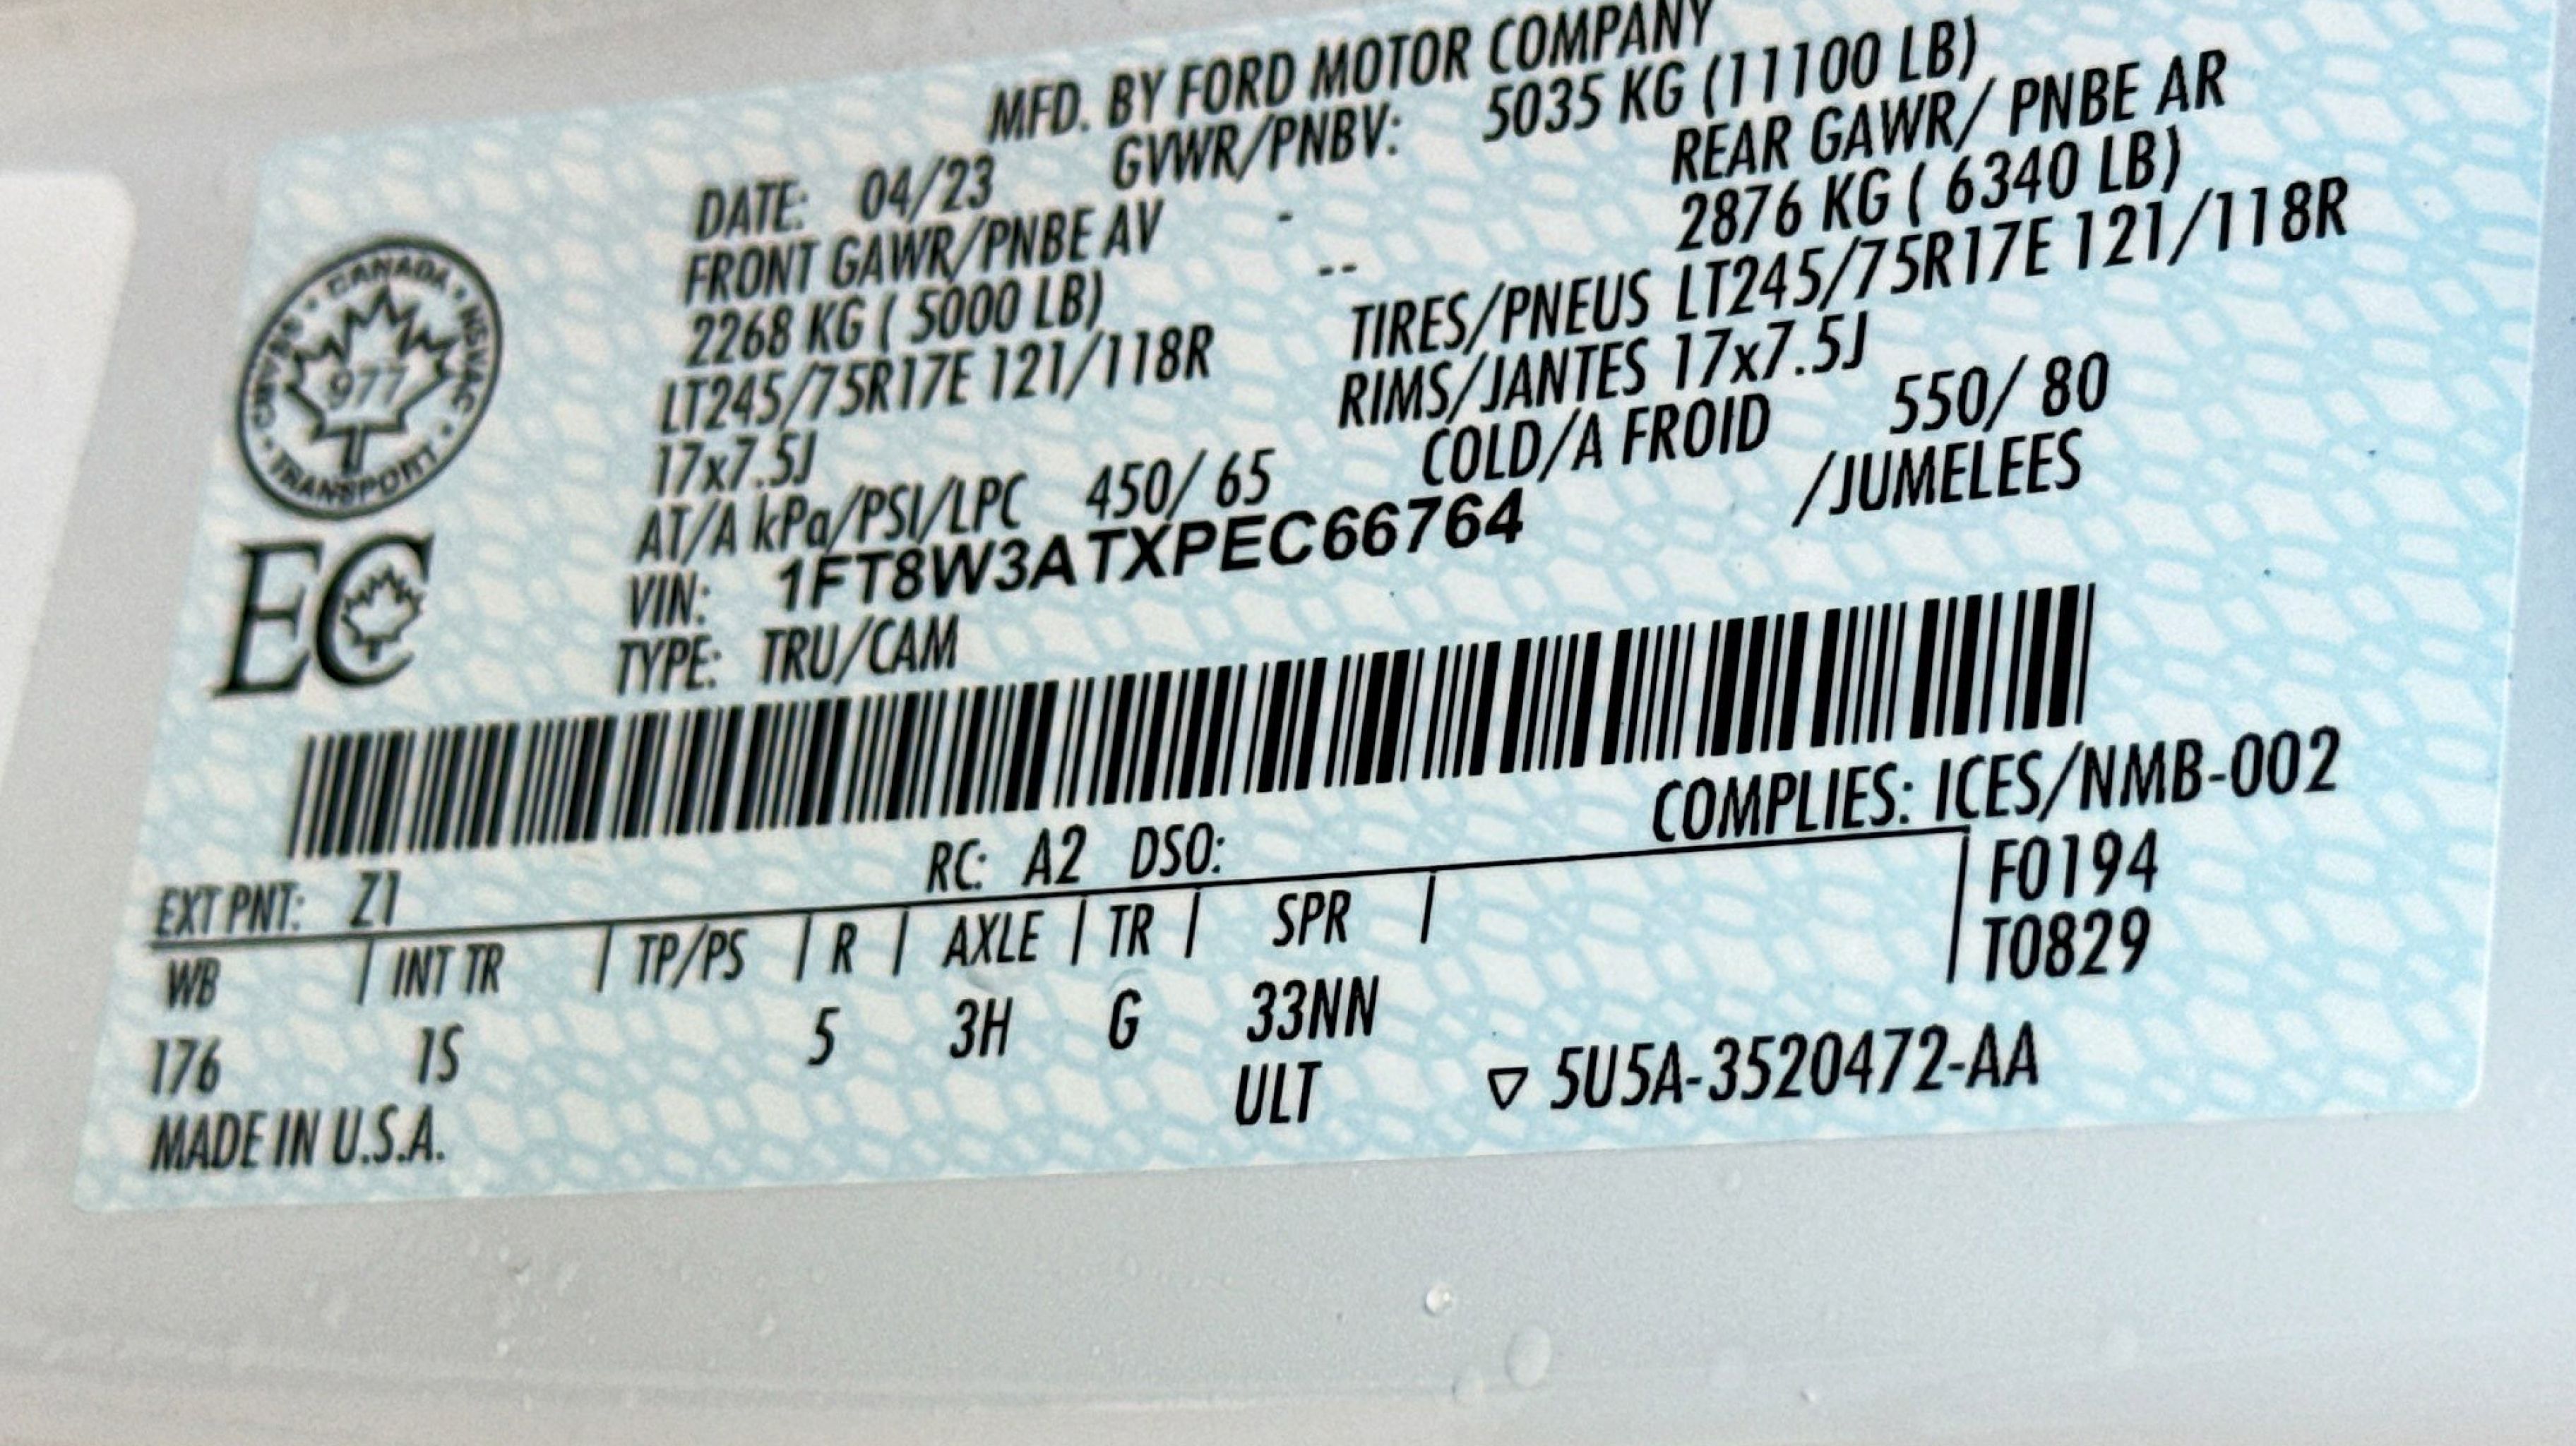 MFD. BY FORD MOTOR COMPANY
DATE: 04/23 GVWR/PNBV: 5035 KG (11100 LB)
FRONT GAWR/PNBE AV - REAR GAWR/ PNBE AR
2268 KG ( 5000 LB) -- 2876 KG ( 6340 LB)
LT245/75R17E 121/118R TIRES/PNEUS LT245/75R17E 121/118R
17x7.5J RIMS/JANTES 17x7.5J
AT/A kPa/PSI/LPC 450/ 65 COLD/A FROID 550/ 80
VIN: 1FT8W3ATXPEC66764 /JUMELEES
TYPE: TRU/CAM
CANADA
977
TRANSPORT
NSVAC
EC
COMPLIES: ICES/NMB-002
EXT PNT: Z1 RC: A2 DSO: F0194
WB | INT TR | TP/PS | R | AXLE | TR | SPR | T0829
176 1S 5 3H G 33NN
ULT
MADE IN U.S.A. ▽ 5U5A-3520472-AA